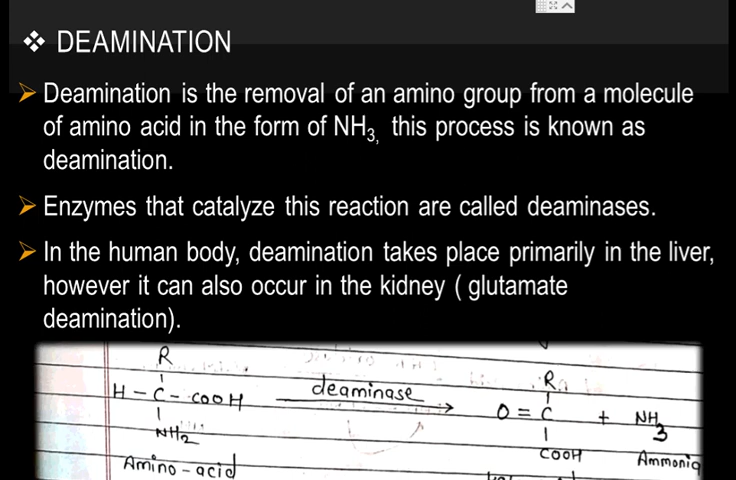 ❖ DEAMINATION
➢ Deamination is the removal of an amino group from a molecule
of amino acid in the form of NH3, this process is known as
deamination.
➢ Enzymes that catalyze this reaction are called deaminases.
➢ In the human body, deamination takes place primarily in the liver,
however it can also occur in the kidney ( glutamate
deamination).
R R
H – C – COOH deaminase → O = C + NH3
NH2 COOH Ammonia
Amino-acid